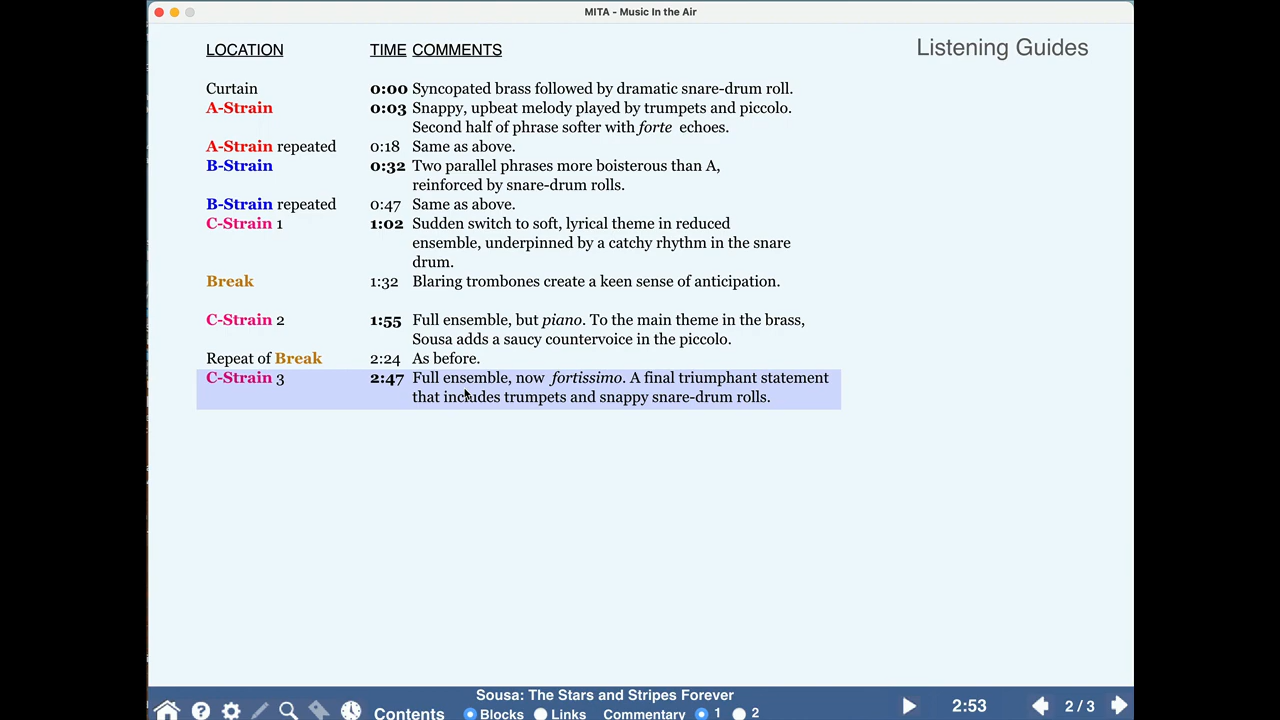 MITA - Music In the Air
Listening Guides
LOCATION TIME COMMENTS
Curtain 0:00 Syncopated brass followed by dramatic snare-drum roll.
A-Strain 0:03 Snappy, upbeat melody played by trumpets and piccolo.
Second half of phrase softer with forte echoes.
A-Strain repeated 0:18 Same as above.
B-Strain 0:32 Two parallel phrases more boisterous than A,
reinforced by snare-drum rolls.
B-Strain repeated 0:47 Same as above.
C-Strain 1 1:02 Sudden switch to soft, lyrical theme in reduced
ensemble, underpinned by a catchy rhythm in the snare
drum.
Break 1:32 Blaring trombones create a keen sense of anticipation.
C-Strain 2 1:55 Full ensemble, but piano. To the main theme in the brass,
Sousa adds a saucy countervoice in the piccolo.
Repeat of Break 2:24 As before.
C-Strain 3 2:47 Full ensemble, now fortissimo. A final triumphant statement
that includes trumpets and snappy snare-drum rolls.
Sousa: The Stars and Stripes Forever
Contents Blocks Links Commentary 1 2 2:53 2 / 3